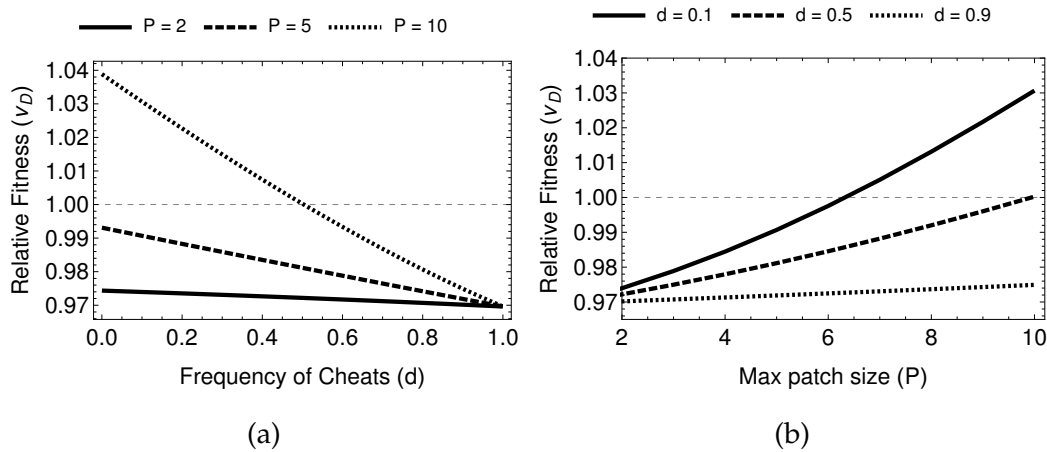 P = 2 P = 5 P = 10
1.04
1.03
1.02
1.01
1.00
0.99
0.98
0.97
Relative Fitness (v_D)
0.0 0.2 0.4 0.6 0.8 1.0
Frequency of Cheats (d)
(a)
d = 0.1 d = 0.5 d = 0.9
1.04
1.03
1.02
1.01
1.00
0.99
0.98
0.97
Relative Fitness (v_D)
2 4 6 8 10
Max patch size (P)
(b)